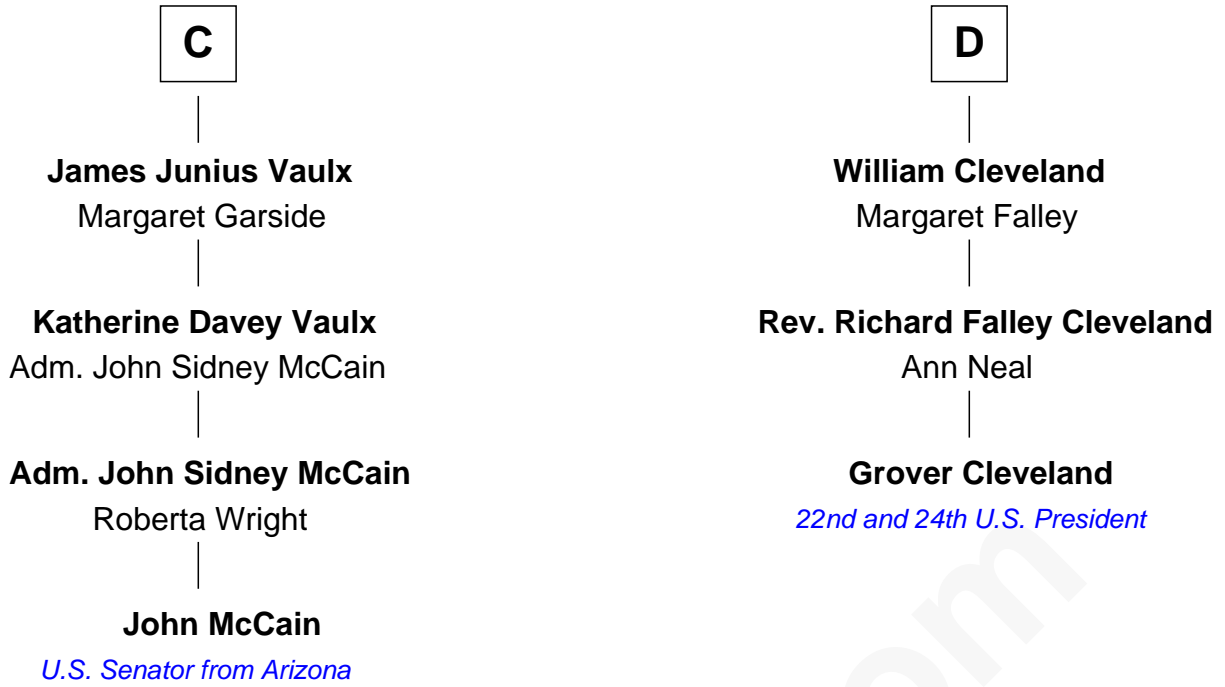 C
James Junius Vaulx
Margaret Garside
Katherine Davey Vaulx
Adm. John Sidney McCain
Adm. John Sidney McCain
Roberta Wright
John McCain
U.S. Senator from Arizona
D
William Cleveland
Margaret Falley
Rev. Richard Falley Cleveland
Ann Neal
Grover Cleveland
22nd and 24th U.S. President
om